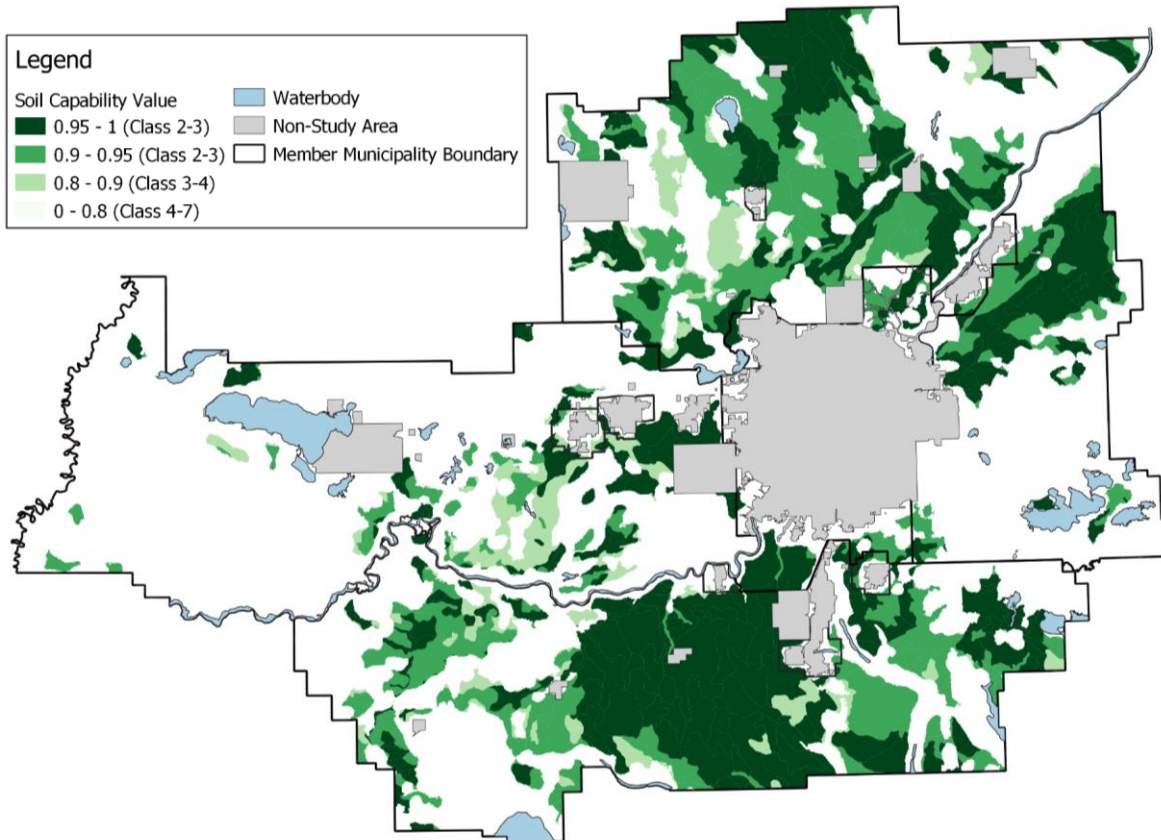 Legend
Soil Capability Value
0.95 - 1 (Class 2-3)
0.9 - 0.95 (Class 2-3)
0.8 - 0.9 (Class 3-4)
0 - 0.8 (Class 4-7)
Waterbody
Non-Study Area
Member Municipality Boundary